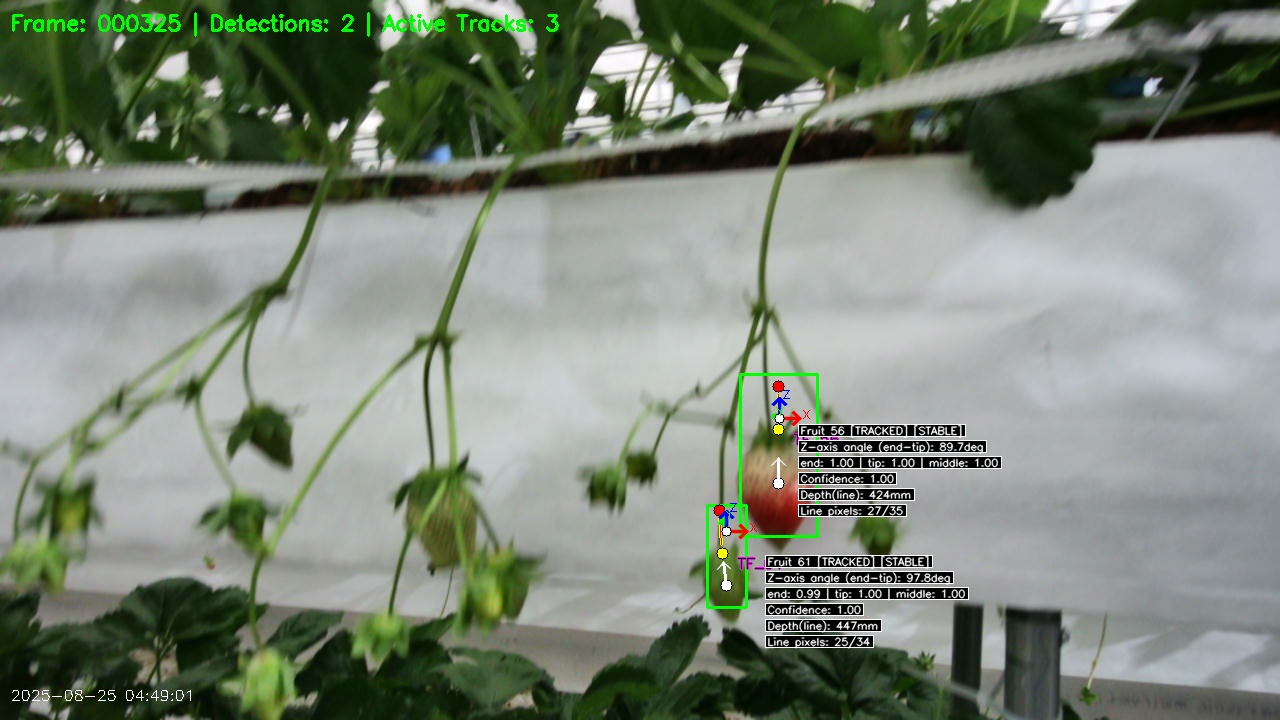 Frame: 000325 | Detections: 2 | Active Tracks: 3
Z
X
Fruit 56 [TRACKED] [STABLE]
Z-axis angle (end-tip): 89.7deg
end: 1.00 | tip: 1.00 | middle: 1.00
Confidence: 1.00
Depth(line): 424mm
Line pixels: 27/35
Z
X
Fruit 61 [TRACKED] [STABLE]
Z-axis angle (end-tip): 97.8deg
end: 0.99 | tip: 1.00 | middle: 1.00
Confidence: 1.00
Depth(line): 447mm
Line pixels: 25/34
2025-08-25 04:49:01